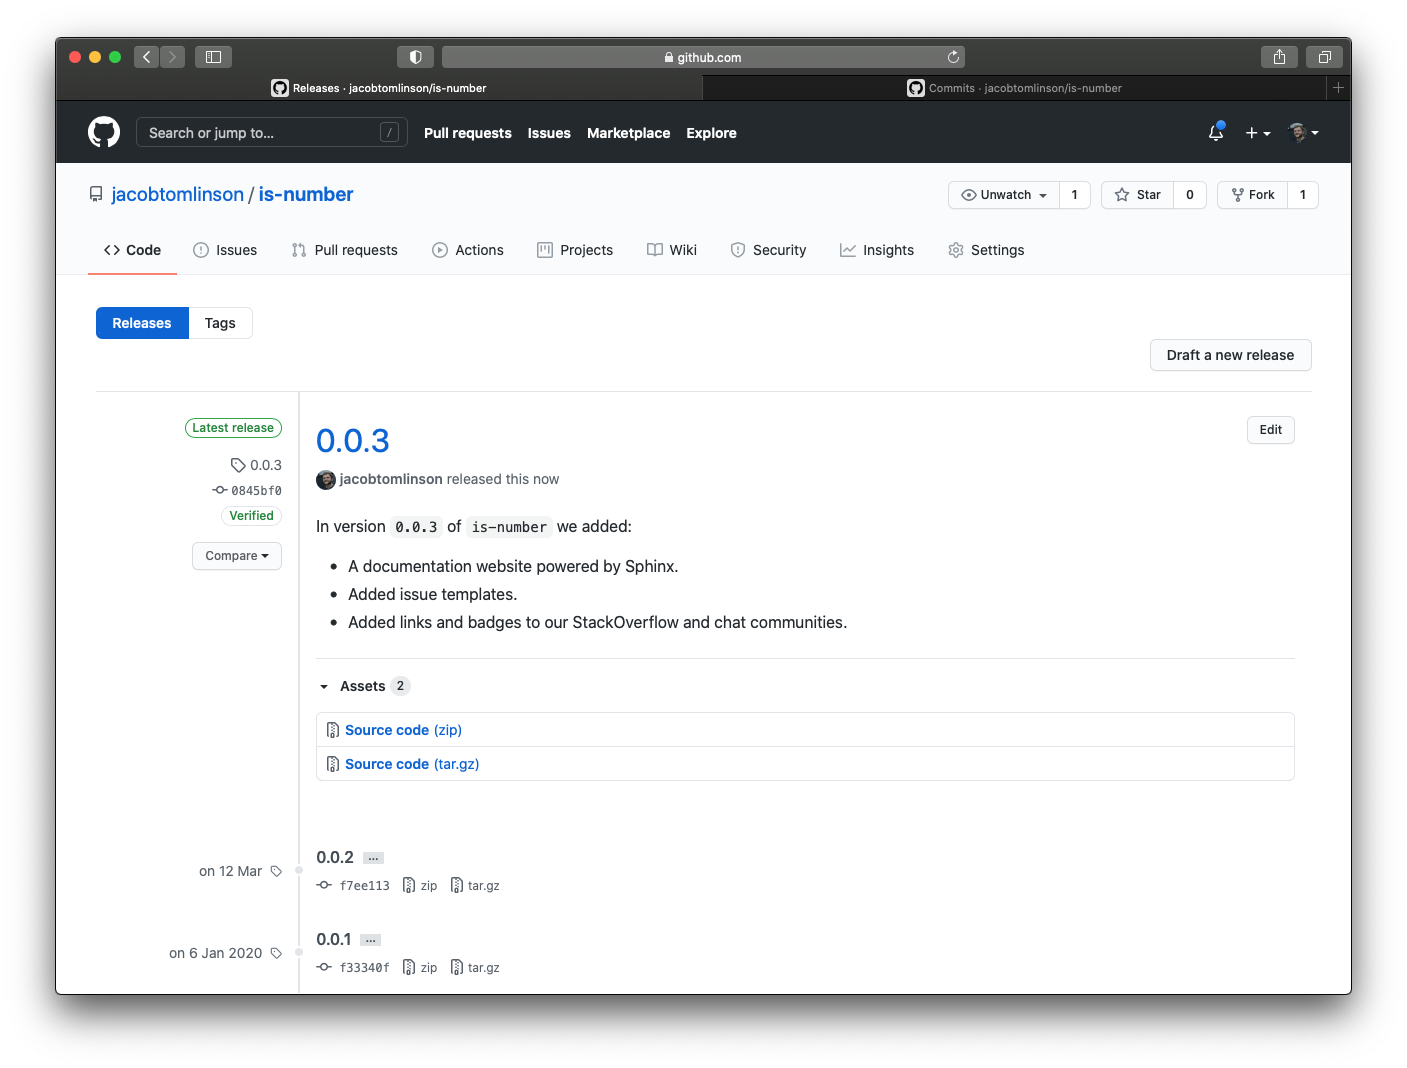 github.com
Releases · jacobtomlinson/is-number
Commits · jacobtomlinson/is-number
Search or jump to... /
Pull requests Issues Marketplace Explore
jacobtomlinson / is-number
Unwatch 1 Star 0 Fork 1
Code Issues Pull requests Actions Projects Wiki Security Insights Settings
Releases Tags
Draft a new release
Latest release
0.0.3
0845bf0
Verified
Compare
0.0.3
Edit
jacobtomlinson released this now
In version 0.0.3 of is-number we added:
• A documentation website powered by Sphinx.
• Added issue templates.
• Added links and badges to our StackOverflow and chat communities.
Assets 2
Source code (zip)
Source code (tar.gz)
on 12 Mar
0.0.2 ...
f7ee113 zip tar.gz
on 6 Jan 2020
0.0.1 ...
f33340f zip tar.gz